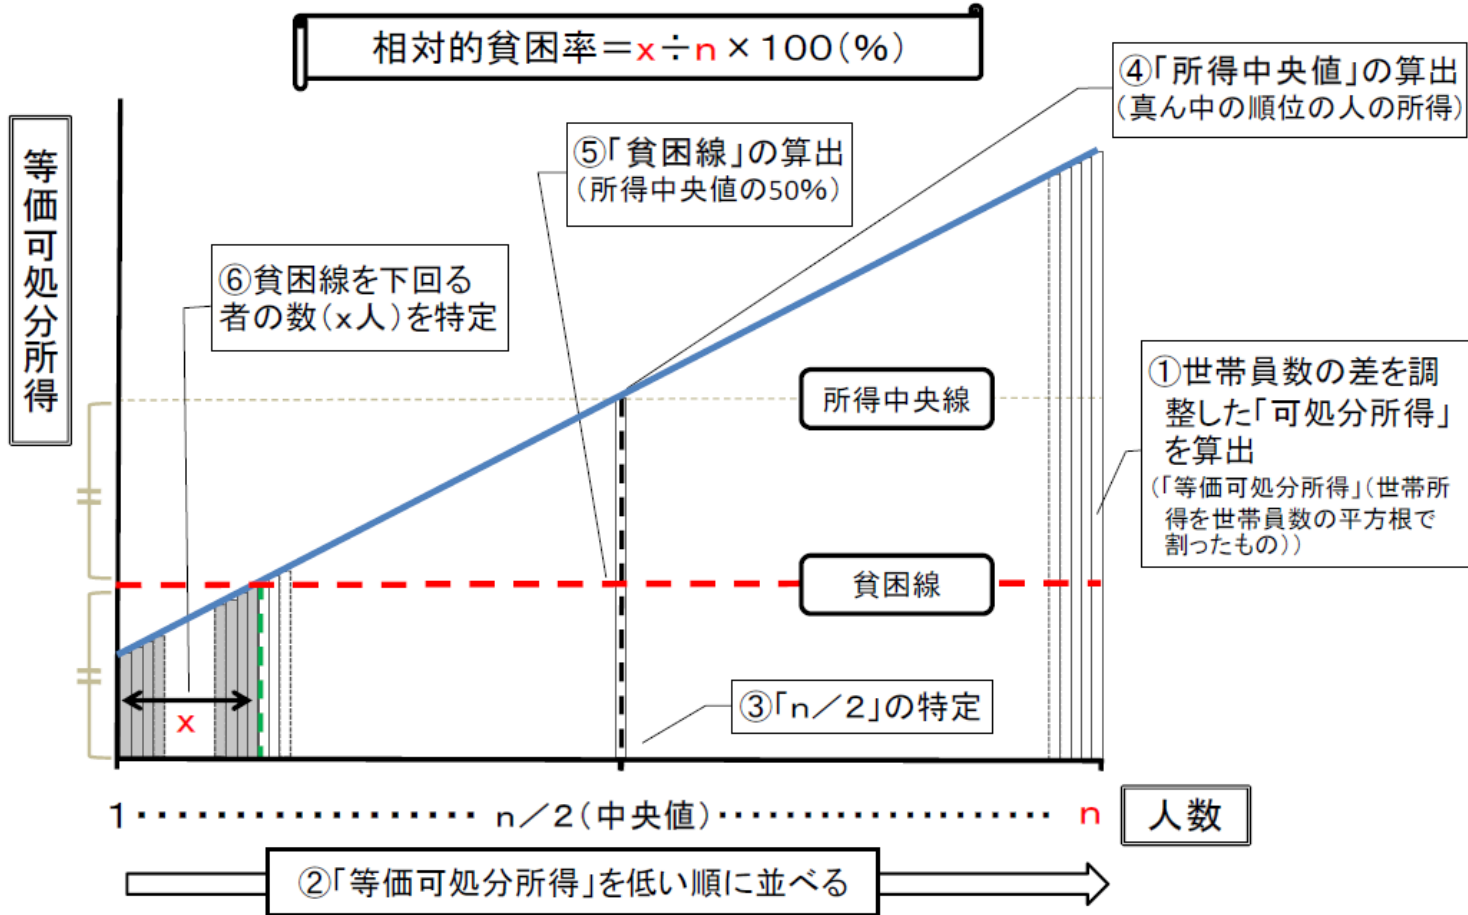 相対的貧困率＝x÷n×100(％)
④「所得中央値」の算出
(真ん中の順位の人の所得)
⑤「貧困線」の算出
(所得中央値の50％)
等価可処分所得
⑥貧困線を下回る
者の数(x人)を特定
①世帯員数の差を調
整した「可処分所得」
を算出
(「等価可処分所得」(世帯所
得を世帯員数の平方根で
割ったもの))
所得中央線
貧困線
x
③「n／2」の特定
1・・・・・・・・・・・・・・・・・・n／2(中央値)・・・・・・・・・・・・・・・・・・n
人数
②「等価可処分所得」を低い順に並べる